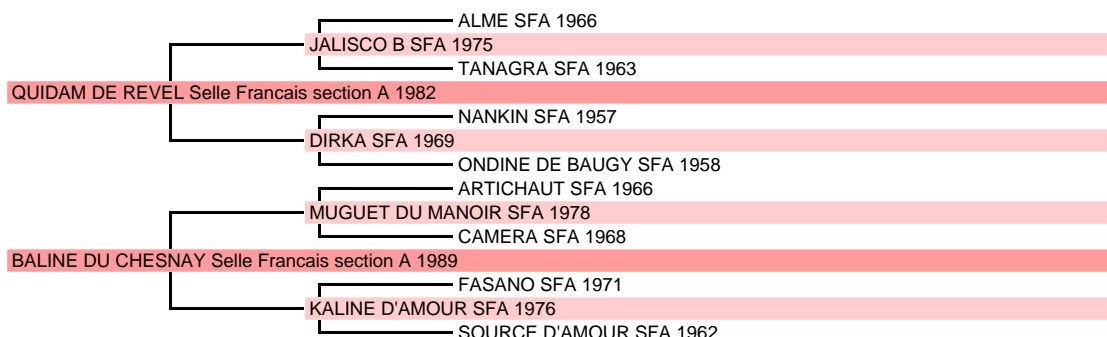 ALME SFA 1966
JALISCO B SFA 1975
TANAGRA SFA 1963
QUIDAM DE REVEL Selle Francais section A 1982
NANKIN SFA 1957
DIRKA SFA 1969
ONDINE DE BAUGY SFA 1958
ARTICHAUT SFA 1966
MUGUET DU MANOIR SFA 1978
CAMERA SFA 1968
BALINE DU CHESNAY Selle Francais section A 1989
FASANO SFA 1971
KALINE D'AMOUR SFA 1976
SOURCE D'AMOUR SFA 1962